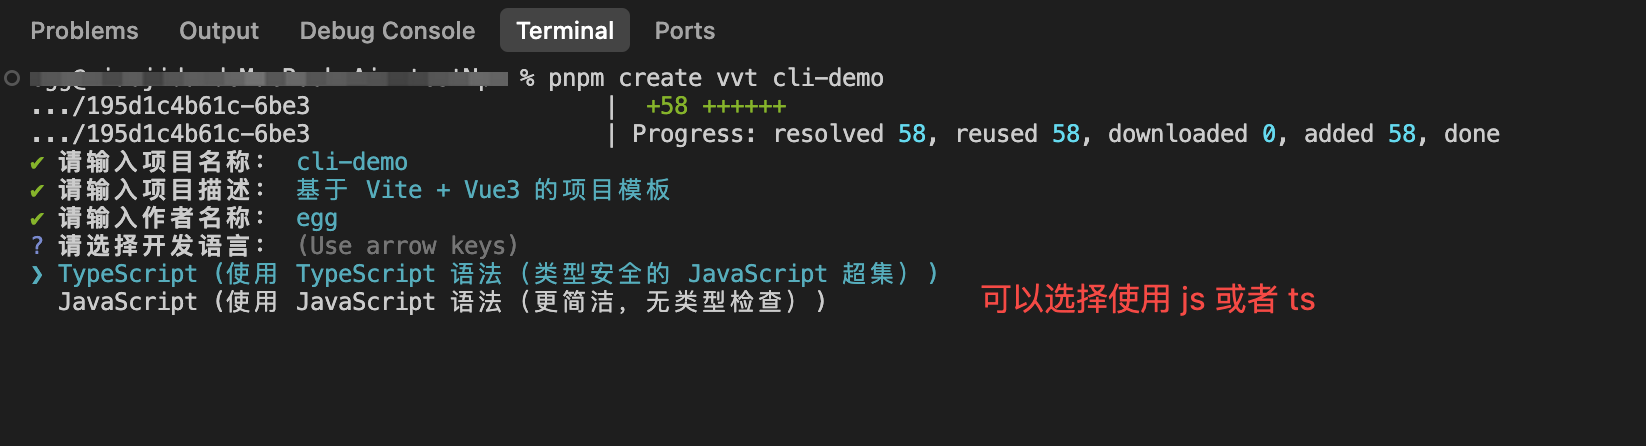 Problems Output Debug Console Terminal Ports
% pnpm create vvt cli-demo
.../195d1c4b61c-6be3 | +58 ++++++
.../195d1c4b61c-6be3 | Progress: resolved 58, reused 58, downloaded 0, added 58, done
✔ 请输入项目名称： cli-demo
✔ 请输入项目描述： 基于 Vite + Vue3 的项目模板
✔ 请输入作者名称： egg
? 请选择开发语言： (Use arrow keys)
❯ TypeScript (使用 TypeScript 语法（类型安全的 JavaScript 超集）)
JavaScript (使用 JavaScript 语法（更简洁，无类型检查）)
可以选择使用 js 或者 ts